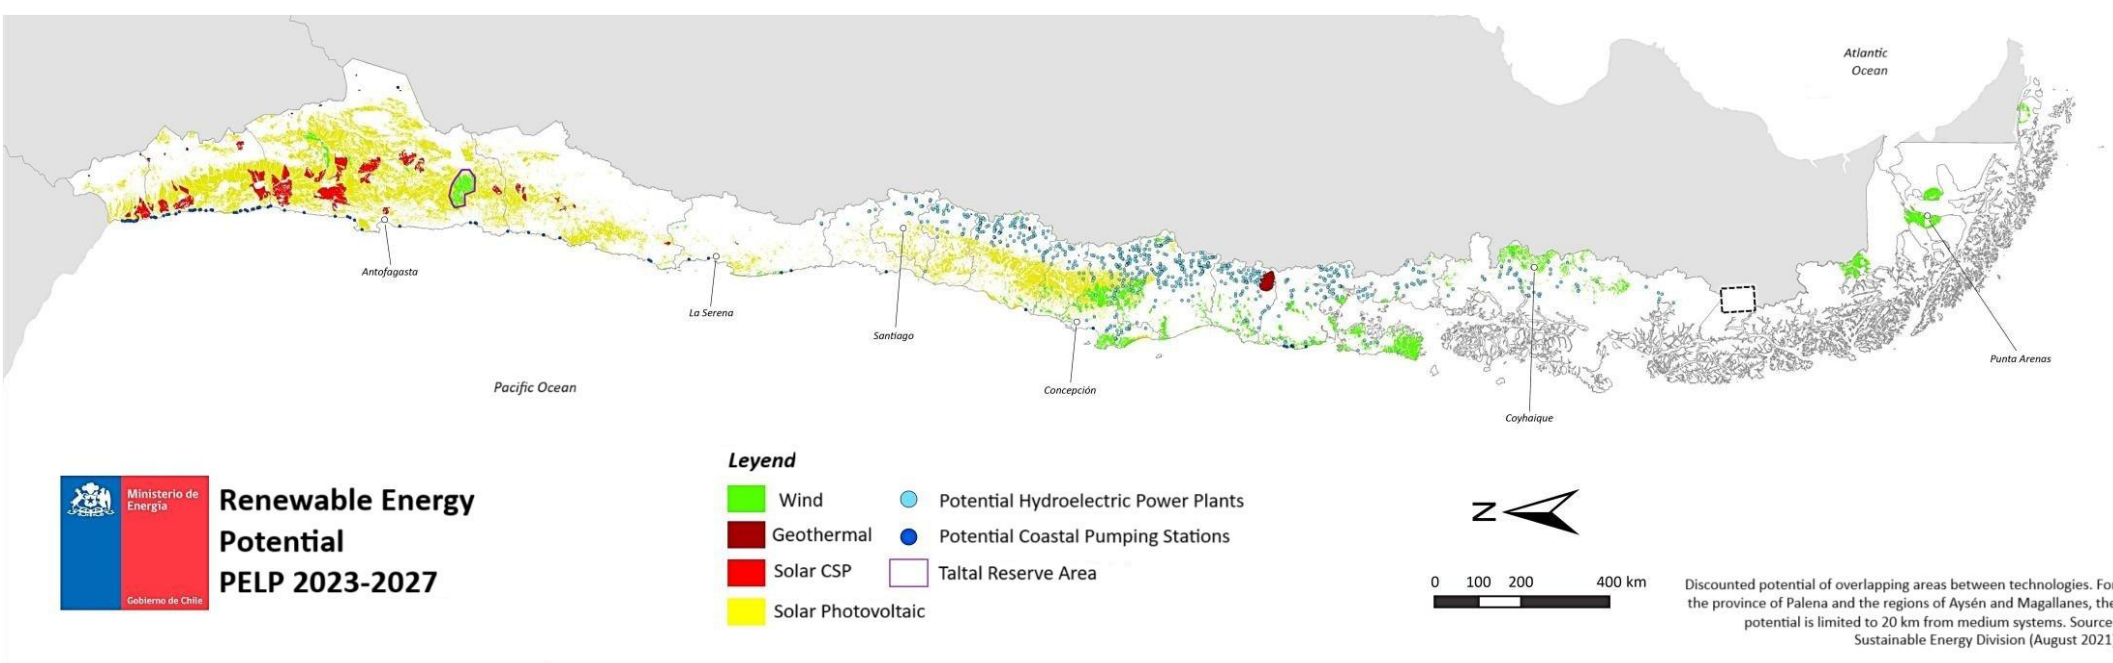 Atlantic
Ocean
Antofagasta
La Serena
Santiago
Pacific Ocean
Concepción
Coyhaique
Punta Arenas
Ministerio de
Energía
Gobierno de Chile
Renewable Energy
Potential
PELP 2023-2027
Leyend
Wind
Geothermal
Solar CSP
Solar Photovoltaic
Potential Hydroelectric Power Plants
Potential Coastal Pumping Stations
Taltal Reserve Area
N
0 100 200 400 km
Discounted potential of overlapping areas between technologies. For
the province of Palena and the regions of Aysén and Magallanes, the
potential is limited to 20 km from medium systems. Source
Sustainable Energy Division (August 2021)